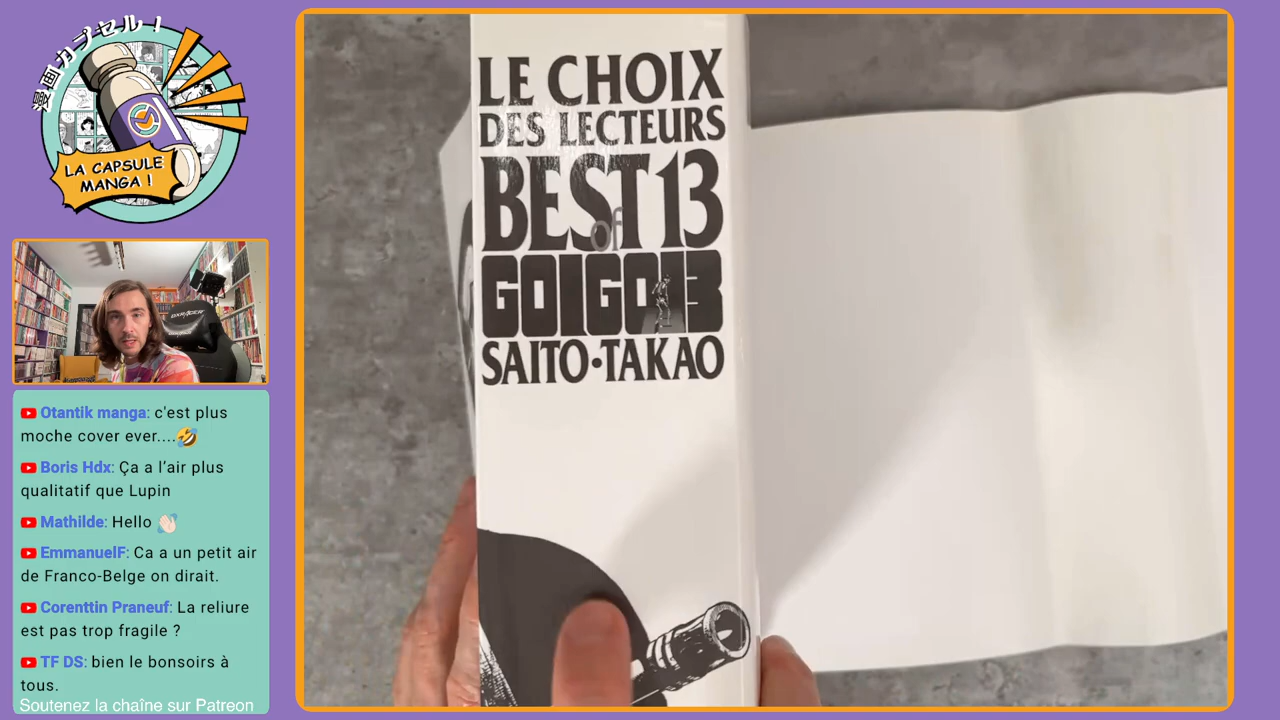 漫画カプセル!
LA CAPSULE
MANGA !
DXRACER
LE CHOIX
DES LECTEURS
BEST 13
of
GOLGO 13
SAITO•TAKAO
Otantik manga: c'est plus
moche cover ever....🤣
Boris Hdx: Ça a l’air plus
qualitatif que Lupin
Mathilde: Hello 👋🏻
EmmanuelF: Ca a un petit air
de Franco-Belge on dirait.
Corenttin Praneuf: La reliure
est pas trop fragile ?
TF DS: bien le bonsoirs à
tous.
Soutenez la chaîne sur Patreon